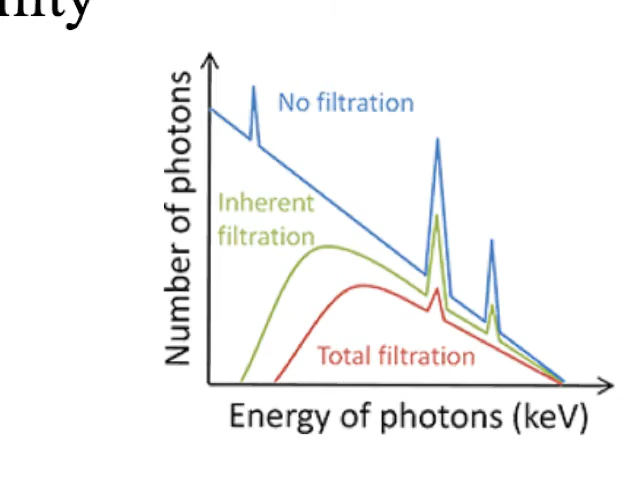 Number of photons
No filtration
Inherent
filtration
Total filtration
Energy of photons (keV)